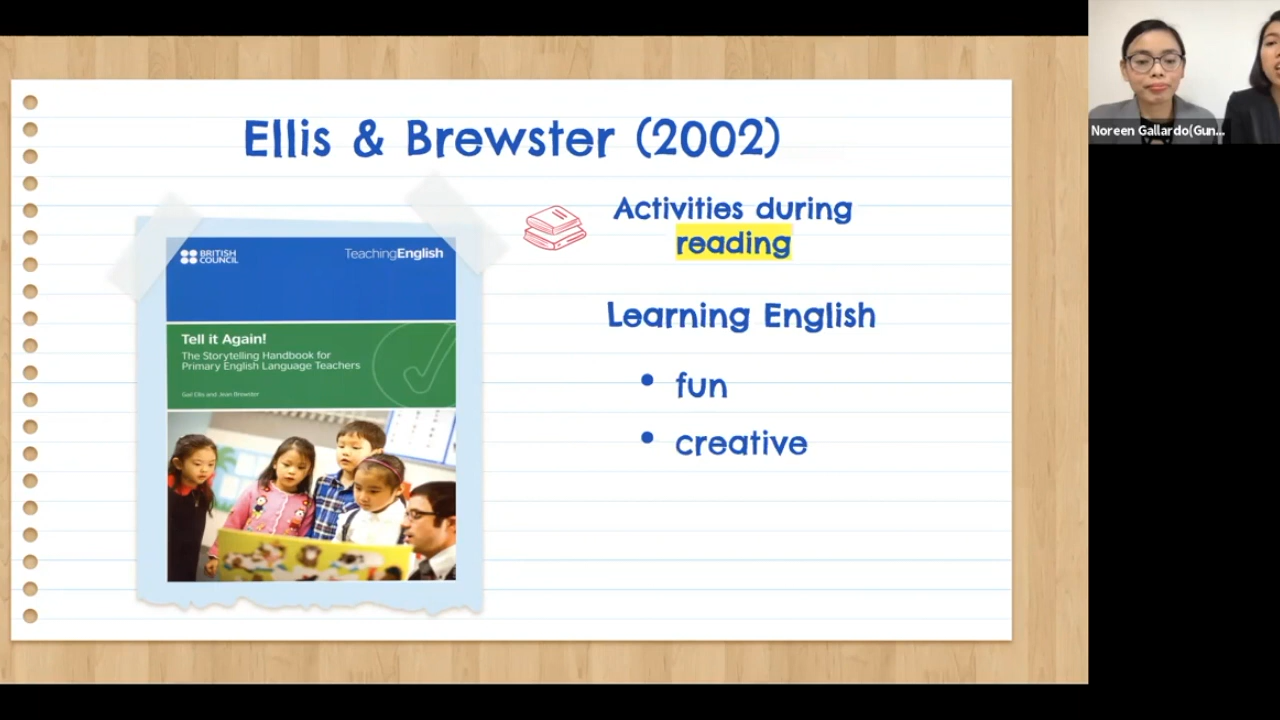 Ellis & Brewster (2002)
Activities during
reading
Learning English
• fun
• creative
BRITISH
COUNCIL
TeachingEnglish
Tell it Again!
The Storytelling Handbook for
Primary English Language Teachers
Gail Ellis and Jean Brewster
Noreen Gallardo(Gun...